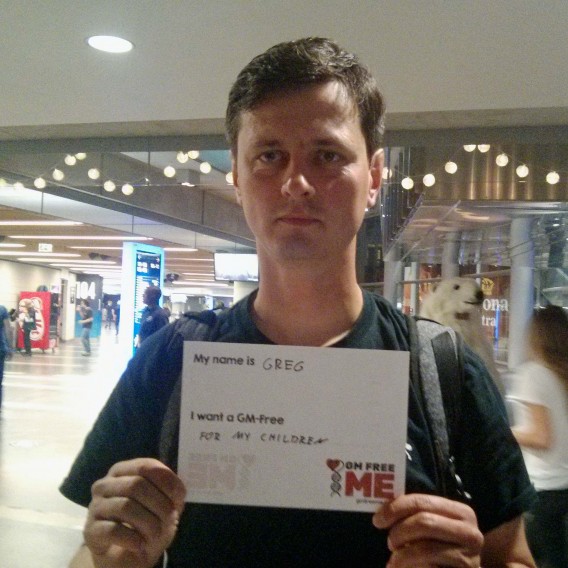 My name is GREG
I want a GM-Free
FOR MY CHILDREN
GM FREE
ME